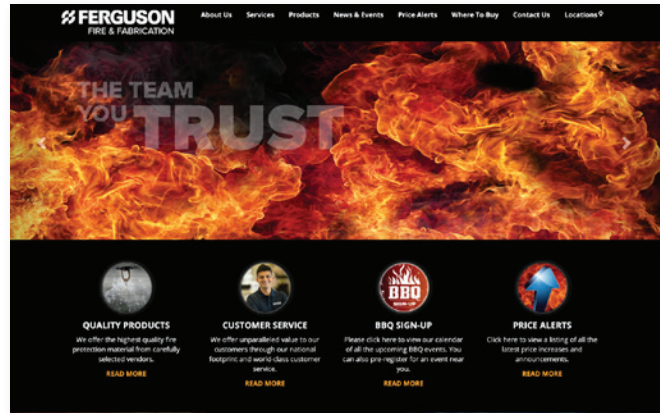 FERGUSON
FIRE & FABRICATION
About Us Services Products News & Events Price Alerts Where To Buy Contact Us Locations
THE TEAM
YOU TRUST
BBQ
SIGN-UP
QUALITY PRODUCTS
We offer the highest quality fire
protection material from carefully
selected vendors.
READ MORE
CUSTOMER SERVICE
We offer unparalleled value to our
customers through our national
footprint and world-class customer
service.
READ MORE
BBQ SIGN-UP
Please click here to view our calendar
of all the upcoming BBQ events. You
can also pre-register for an event near
you.
READ MORE
PRICE ALERTS
Click here to view a listing of all the
latest price increases and
announcements.
READ MORE